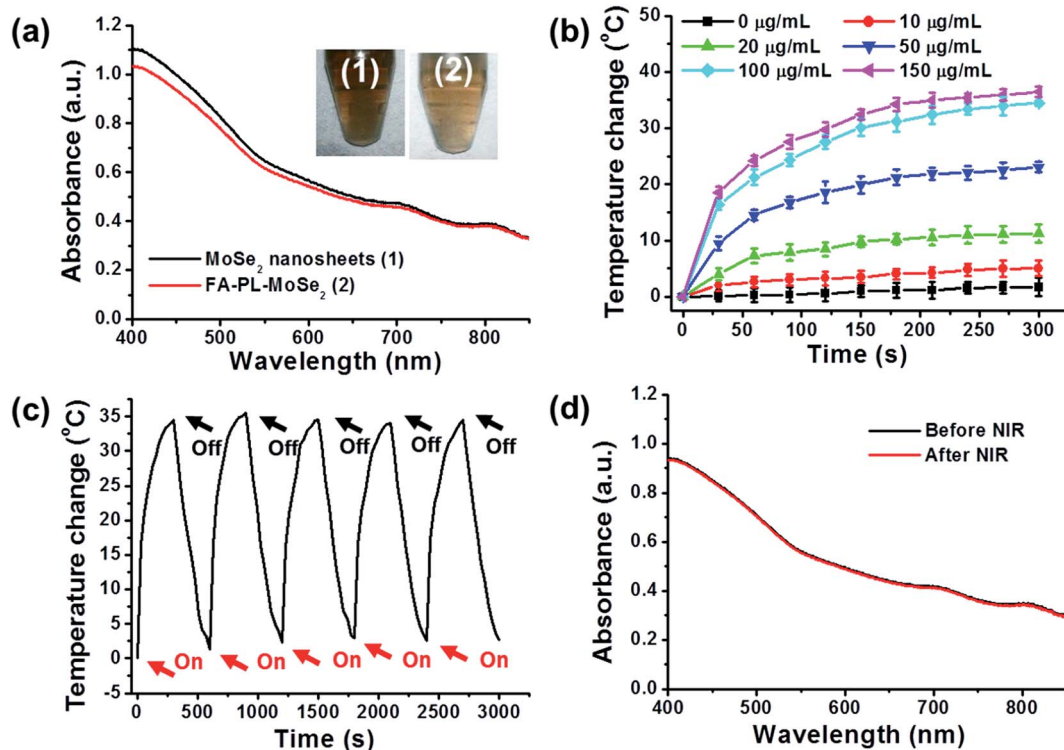 (a)
1.2
1.0
0.8
0.6
0.4
0.2
0.0
Absorbance (a.u.)
(1)
(2)
MoSe₂ nanosheets (1)
FA-PL-MoSe₂ (2)
400 500 600 700 800
Wavelength (nm)
(b)
50
40
30
20
10
0
Temperature change (°C)
0 µg/mL 10 µg/mL
20 µg/mL 50 µg/mL
100 µg/mL 150 µg/mL
0 50 100 150 200 250 300
Time (s)
(c)
35
30
25
20
15
10
5
0
-5
Temperature change (°C)
Off Off Off Off Off
On On On On On
0 500 1000 1500 2000 2500 3000
Time (s)
(d)
1.2
1.0
0.8
0.6
0.4
0.2
0.0
Absorbance (a.u.)
Before NIR
After NIR
400 500 600 700 800
Wavelength (nm)